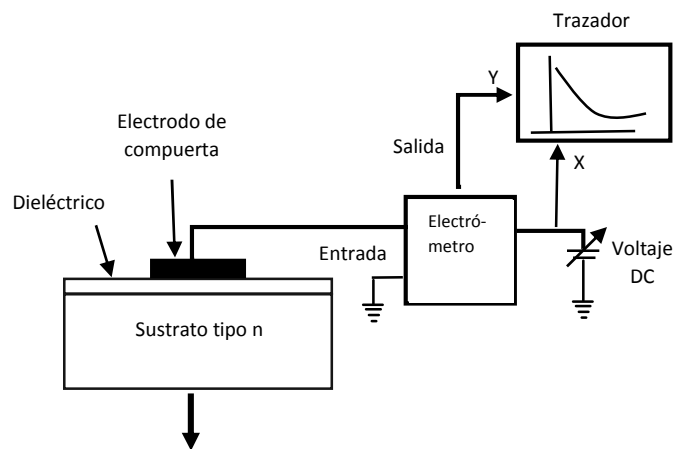 Trazador
Y
Electrodo de
compuerta
Salida
X
Dieléctrico
Electró-
metro
Entrada
Voltaje
DC
Sustrato tipo n